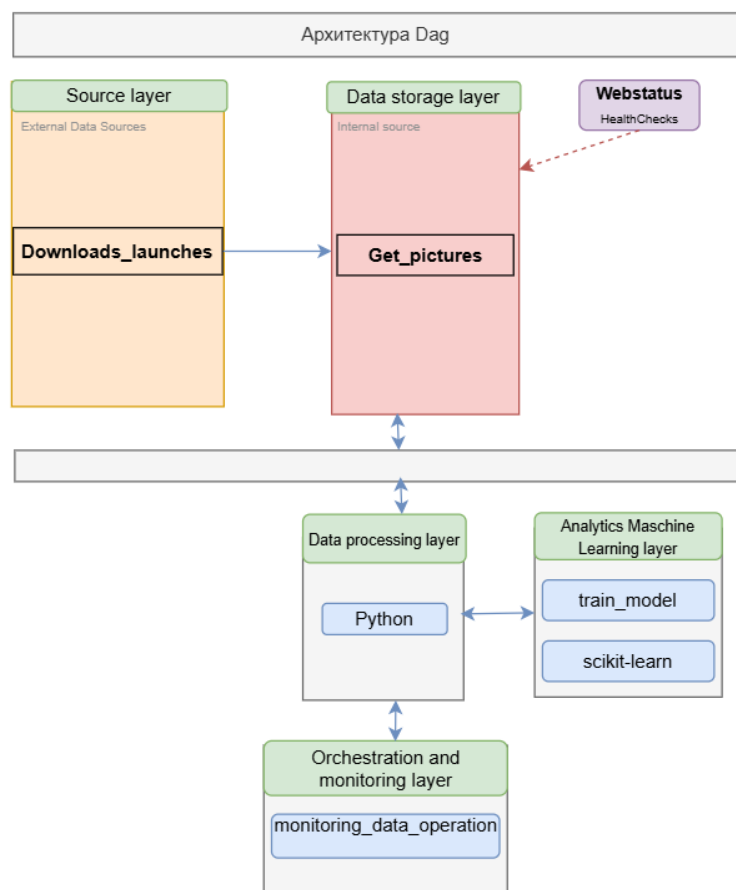 Архитектура Dag
Source layer
External Data Sources
Downloads_launches
Data storage layer
Internal source
Get_pictures
Webstatus
HealthChecks
Data processing layer
Python
Analytics Maschine
Learning layer
train_model
scikit-learn
Orchestration and
monitoring layer
monitoring_data_operation